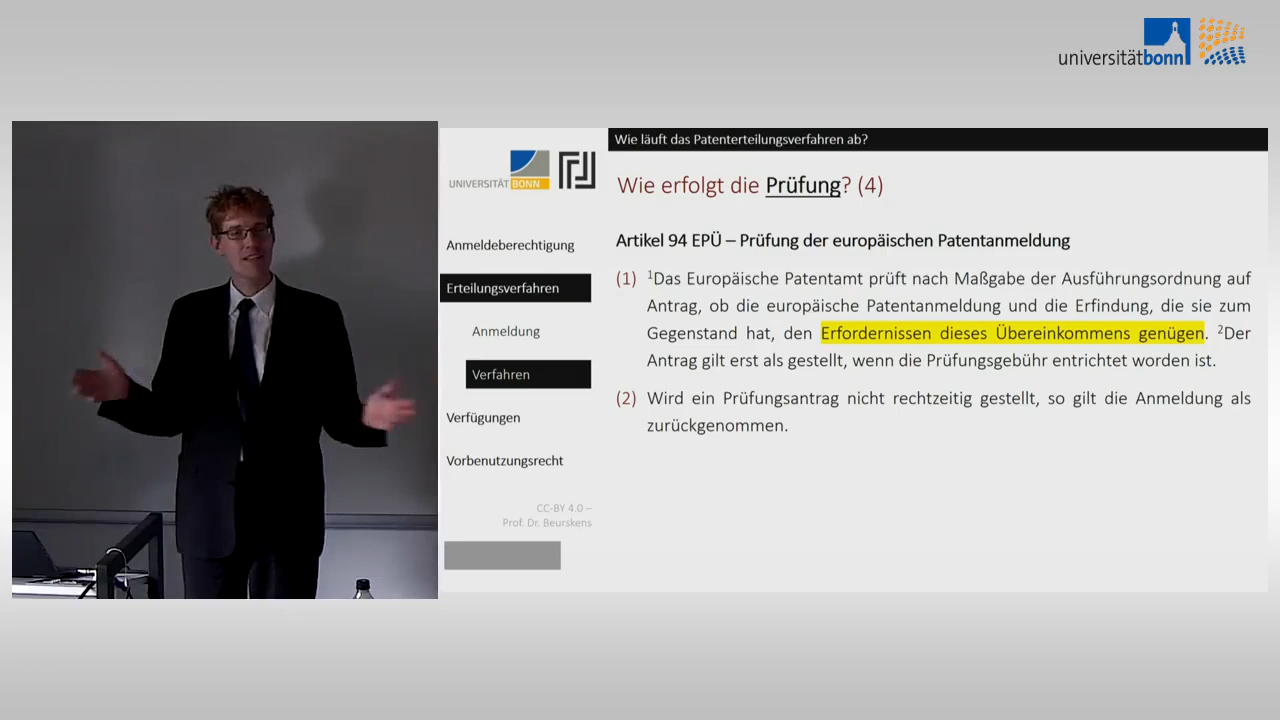 universitätbonn
Wie läuft das Patenterteilungsverfahren ab?
UNIVERSITÄT BONN
Wie erfolgt die Prüfung? (4)
Anmeldeberechtigung
Erteilungsverfahren
Anmeldung
Verfahren
Verfügungen
Vorbenutzungsrecht
CC-BY 4.0 –
Prof. Dr. Beurskens
Artikel 94 EPÜ – Prüfung der europäischen Patentanmeldung
(1) ¹Das Europäische Patentamt prüft nach Maßgabe der Ausführungsordnung auf
Antrag, ob die europäische Patentanmeldung und die Erfindung, die sie zum
Gegenstand hat, den Erfordernissen dieses Übereinkommens genügen. ²Der
Antrag gilt erst als gestellt, wenn die Prüfungsgebühr entrichtet worden ist.
(2) Wird ein Prüfungsantrag nicht rechtzeitig gestellt, so gilt die Anmeldung als
zurückgenommen.